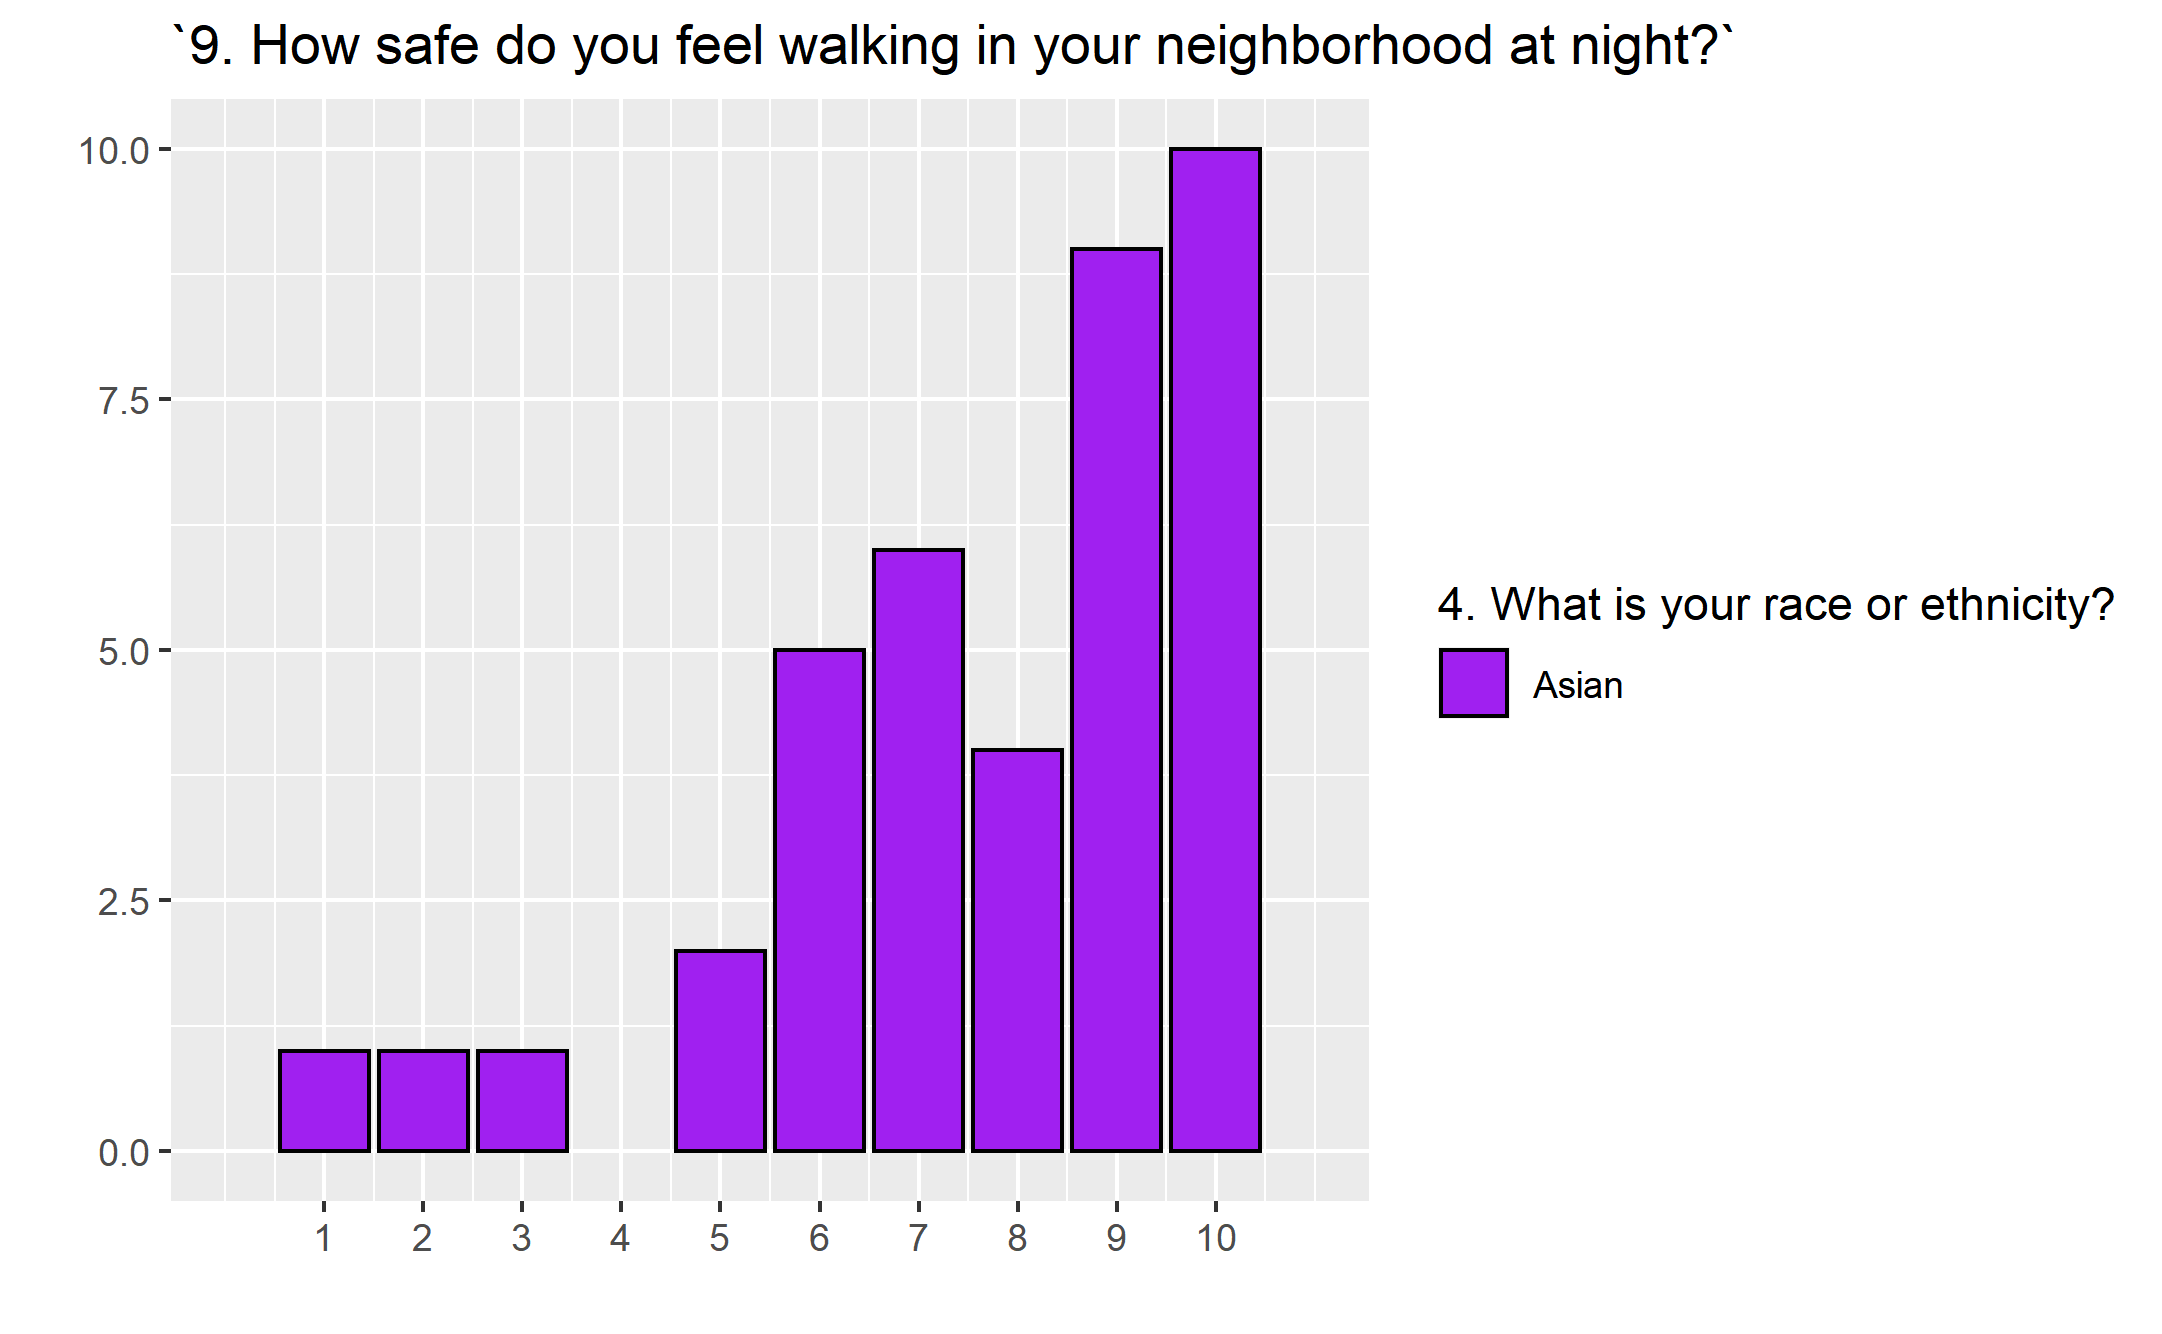 `9. How safe do you feel walking in your neighborhood at night?`
10.0
7.5
5.0
2.5
0.0
1 2 3 4 5 6 7 8 9 10
4. What is your race or ethnicity?
Asian